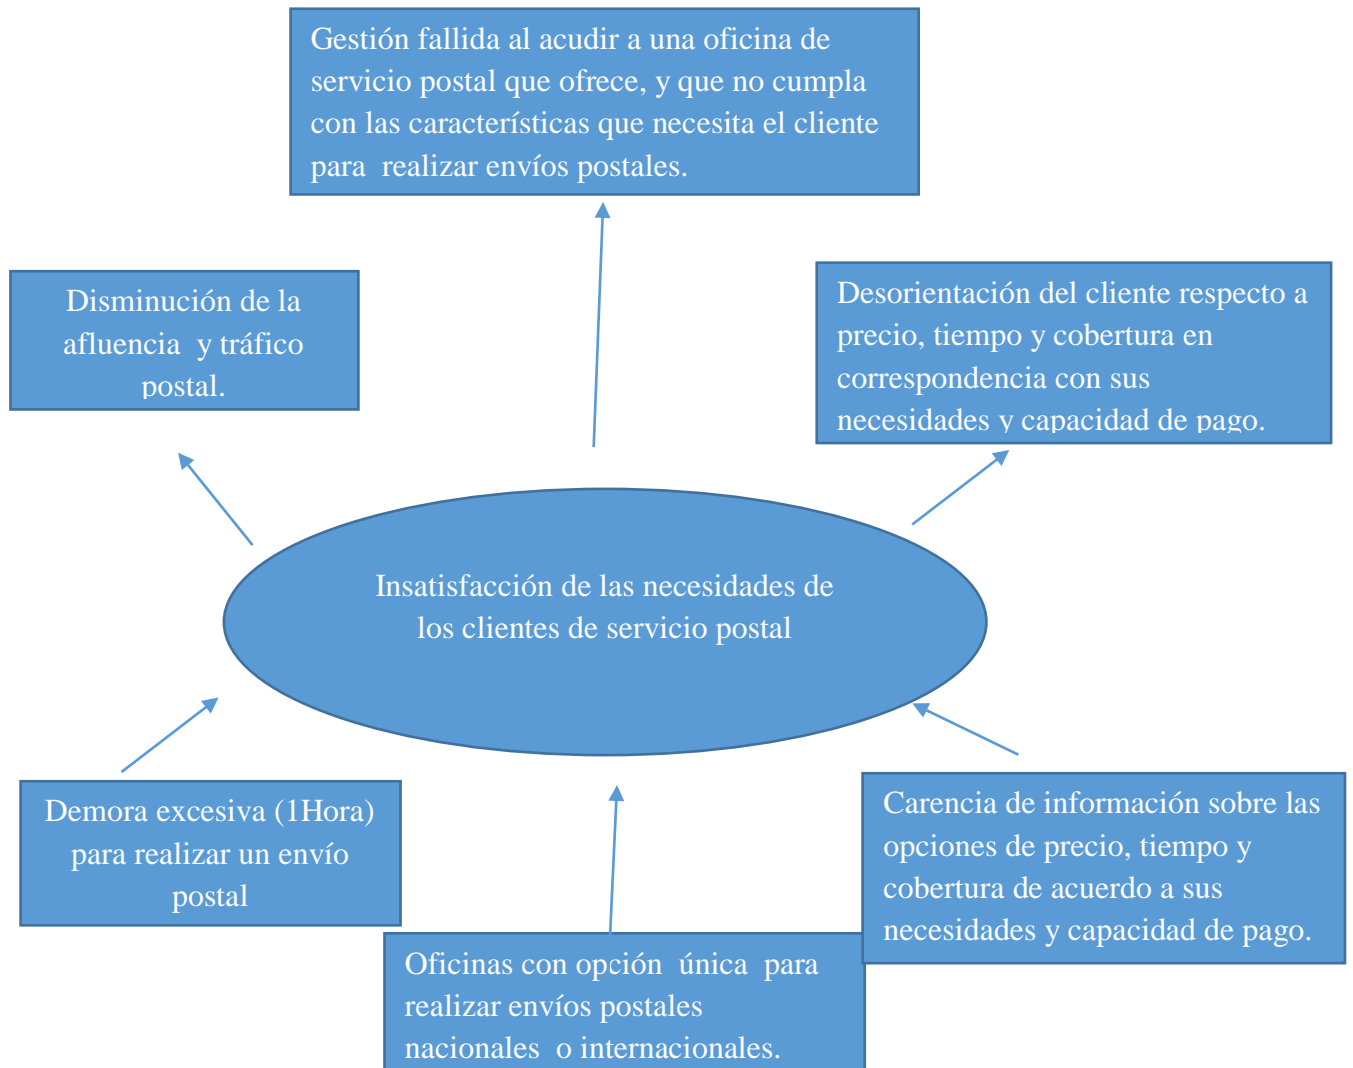 Gestión fallida al acudir a una oficina de
servicio postal que ofrece, y que no cumpla
con las características que necesita el cliente
para  realizar envíos postales.
Disminución de la
afluencia  y tráfico
postal.
Desorientación del cliente respecto a
precio, tiempo y cobertura en
correspondencia con sus
necesidades y capacidad de pago.
Insatisfacción de las necesidades de
los clientes de servicio postal
Demora excesiva (1Hora)
para realizar un envío
postal
Carencia de información sobre las
opciones de precio, tiempo y
cobertura de acuerdo a sus
necesidades y capacidad de pago.
Oficinas con opción  única  para
realizar envíos postales
nacionales  o internacionales.